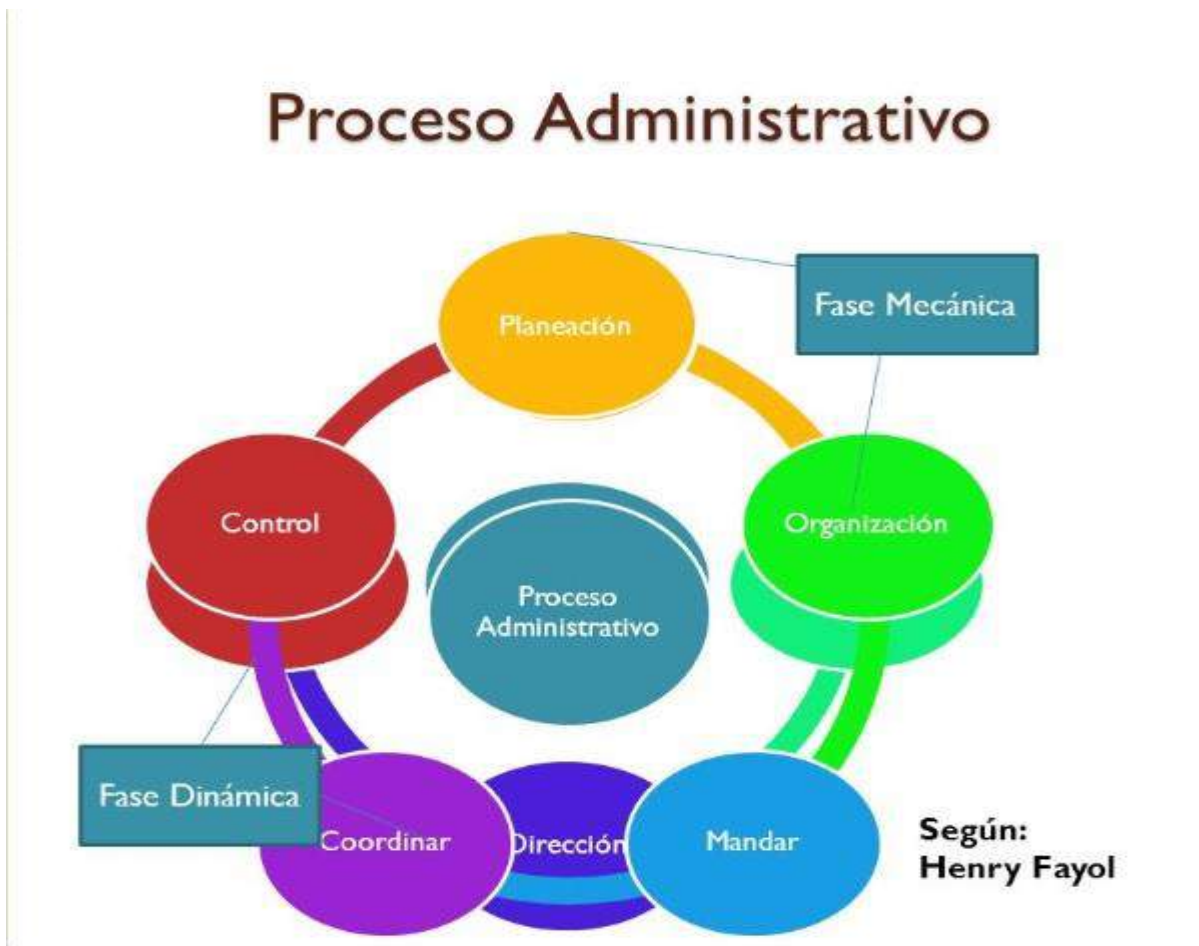 Proceso Administrativo
Planeación
Fase Mecánica
Control
Organización
Proceso
Administrativo
Fase Dinámica
Coordinar
Dirección
Mandar
Según:
Henry Fayol